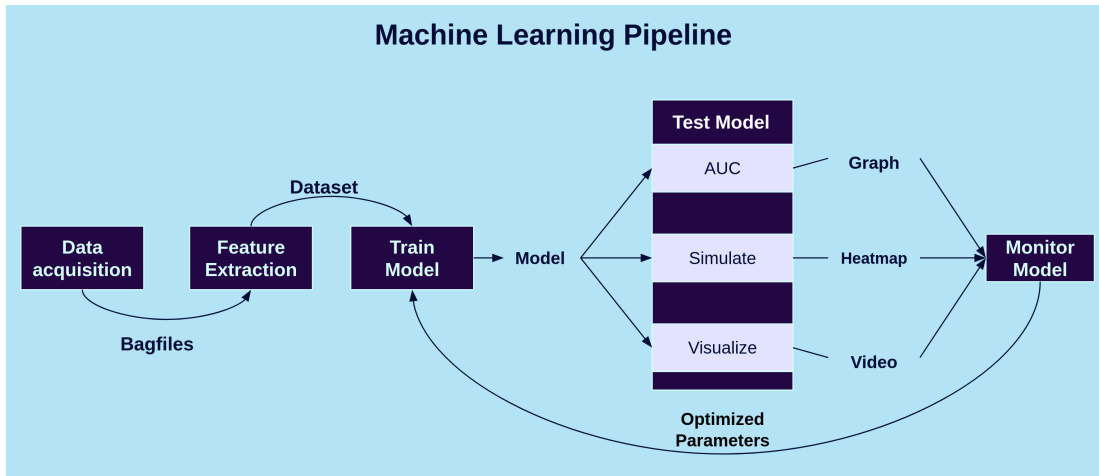 Machine Learning Pipeline
Data
acquisition
Bagfiles
Feature
Extraction
Dataset
Train
Model
Model
Test Model
AUC
Simulate
Visualize
Graph
Heatmap
Video
Monitor
Model
Optimized
Parameters